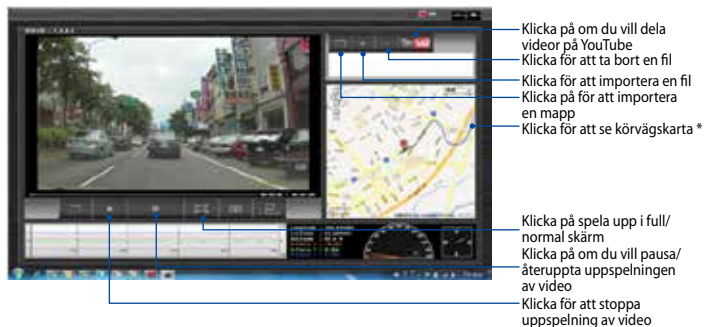 Klicka på om du vill dela
videor på YouTube
Klicka för att ta bort en fil
Klicka för att importera en fil
Klicka på för att importera
en mapp
Klicka för att se körvägskarta *
Klicka på spela upp i full/
normal skärm
Klicka på om du vill pausa/
återuppta uppspelningen
av video
Klicka för att stoppa
uppspelning av video